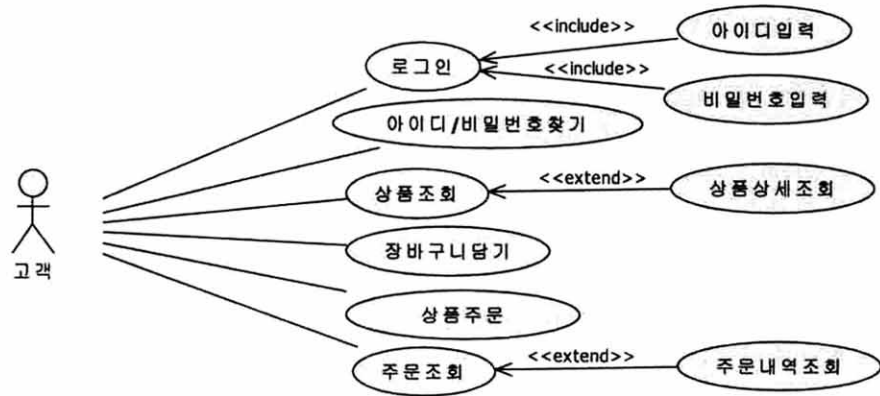 <<include>>
아이디입력
로그인
<<include>>
비밀번호입력
아이디/비밀번호찾기
상품조회
<<extend>>
상품상세조회
고객
장바구니담기
상품주문
주문조회
<<extend>>
주문내역조회